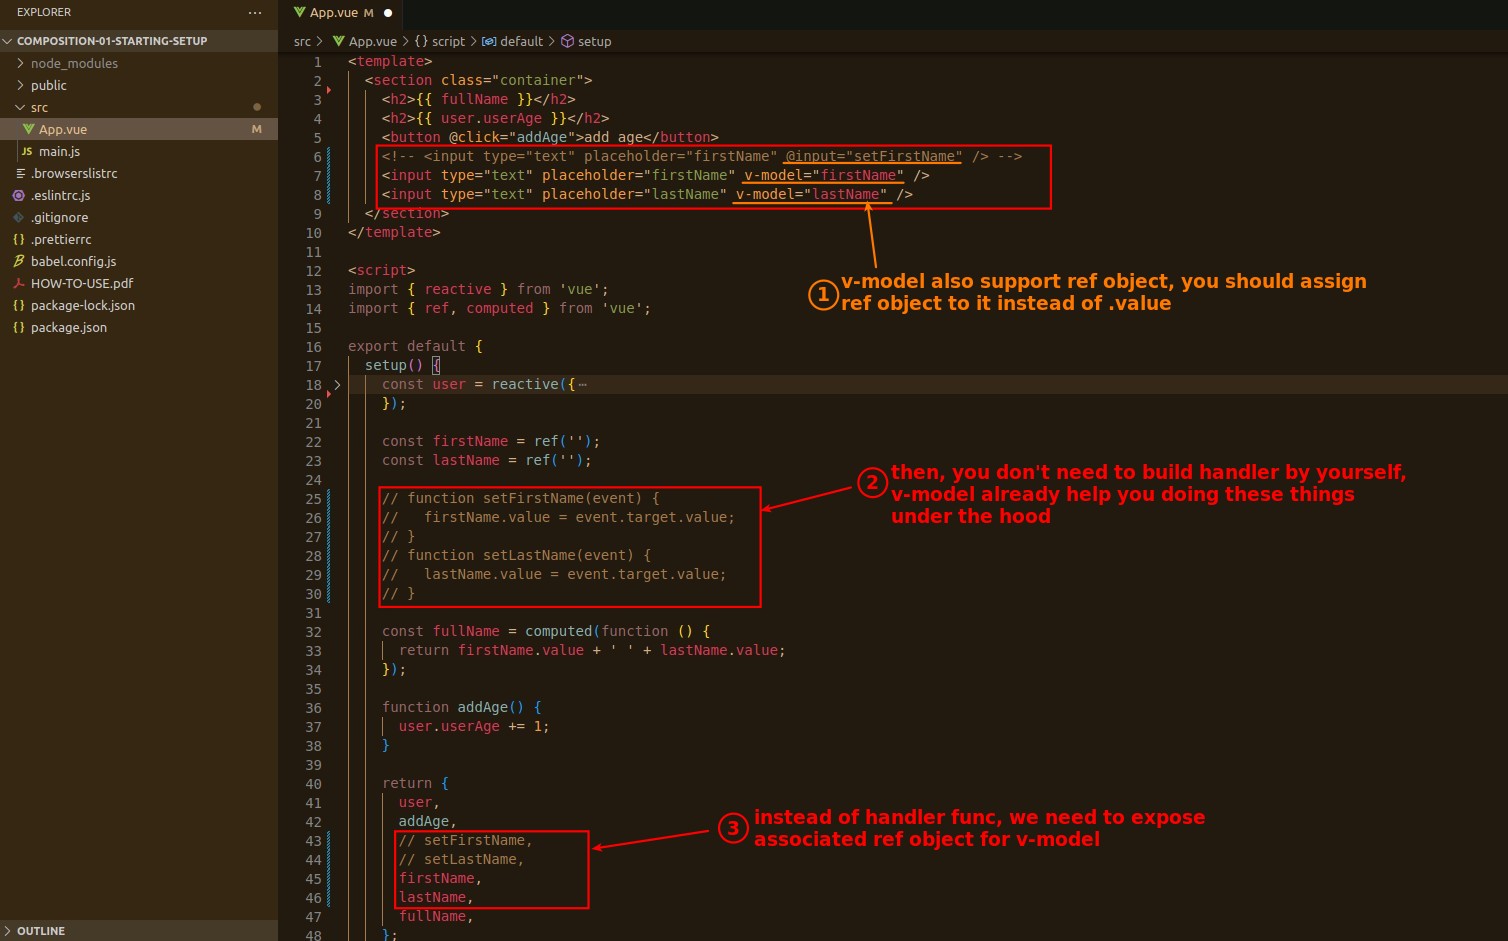 EXPLORER
COMPOSITION-01-STARTING-SETUP
node_modules
public
src
App.vue M
JS main.js
.browserslistrc
.eslintrc.js
.gitignore
{} .prettierrc
babel.config.js
HOW-TO-USE.pdf
{} package-lock.json
{} package.json
OUTLINE
App.vue M
src > App.vue > {} script > default > setup
1 <template>
2 <section class="container">
3 <h2>{{ fullName }}</h2>
4 <h2>{{ user.userAge }}</h2>
5 <button @click="addAge">add age</button>
6 <!-- <input type="text" placeholder="firstName" @input="setFirstName" /> -->
7 <input type="text" placeholder="firstName" v-model="firstName" />
8 <input type="text" placeholder="lastName" v-model="lastName" />
9 </section>
10 </template>
11
12 <script>
13 import { reactive } from 'vue';
14 import { ref, computed } from 'vue';
15
16 export default {
17 setup() {
18 const user = reactive({ ⋯
20 });
21
22 const firstName = ref('');
23 const lastName = ref('');
24
25 // function setFirstName(event) {
26 // firstName.value = event.target.value;
27 // }
28 // function setLastName(event) {
29 // lastName.value = event.target.value;
30 // }
31
32 const fullName = computed(function () {
33 return firstName.value + ' ' + lastName.value;
34 });
35
36 function addAge() {
37 user.userAge += 1;
38 }
39
40 return {
41 user,
42 addAge,
43 // setFirstName,
44 // setLastName,
45 firstName,
46 lastName,
47 fullName,
48 };
1 v-model also support ref object, you should assign
ref object to it instead of .value
2 then, you don't need to build handler by yourself,
v-model already help you doing these things
under the hood
3 instead of handler func, we need to expose
associated ref object for v-model